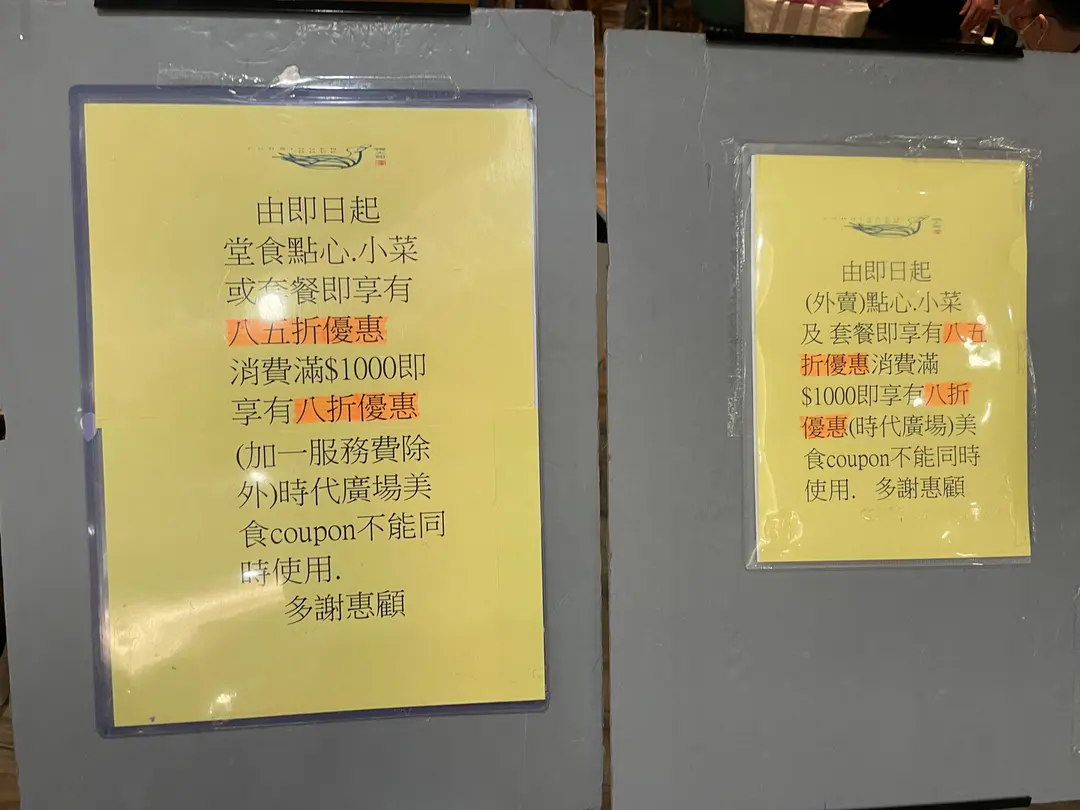 由即日起
堂食點心.小菜
或套餐即享有
八五折優惠
消費滿$1000即
享有八折優惠
(加一服務費除
外)時代廣場美
食coupon不能同
時使用.
多謝惠顧
由即日起
(外賣)點心.小菜
及 套餐即享有八五
折優惠消費滿
$1000即享有八折
優惠(時代廣場)美
食coupon不能同時
使用. 多謝惠顧